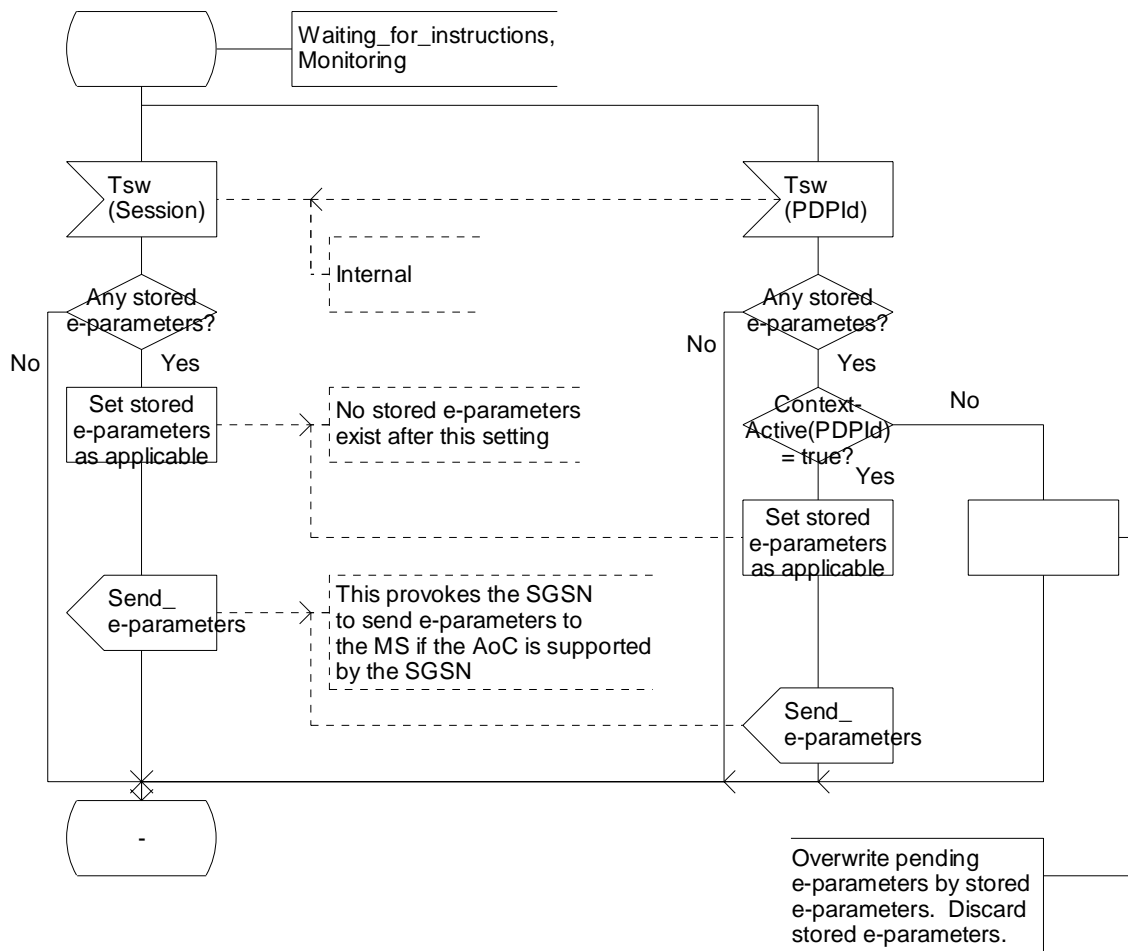 Waiting_for_instructions,
Monitoring
Tsw
(Session)
Tsw
(PDPId)
Internal
Any stored
e-parameters?
Any stored
e-parametes?
No
Yes
No
Yes
Set stored
e-parameters
as applicable
No stored e-parameters
exist after this setting
Context-
Active(PDPId)
= true?
No
Yes
Set stored
e-parameters
as applicable
Send_
e-parameters
This provokes the SGSN
to send e-parameters to
the MS if the AoC is supported
by the SGSN
Send_
e-parameters
-
Overwrite pending
e-parameters by stored
e-parameters.  Discard
stored e-parameters.